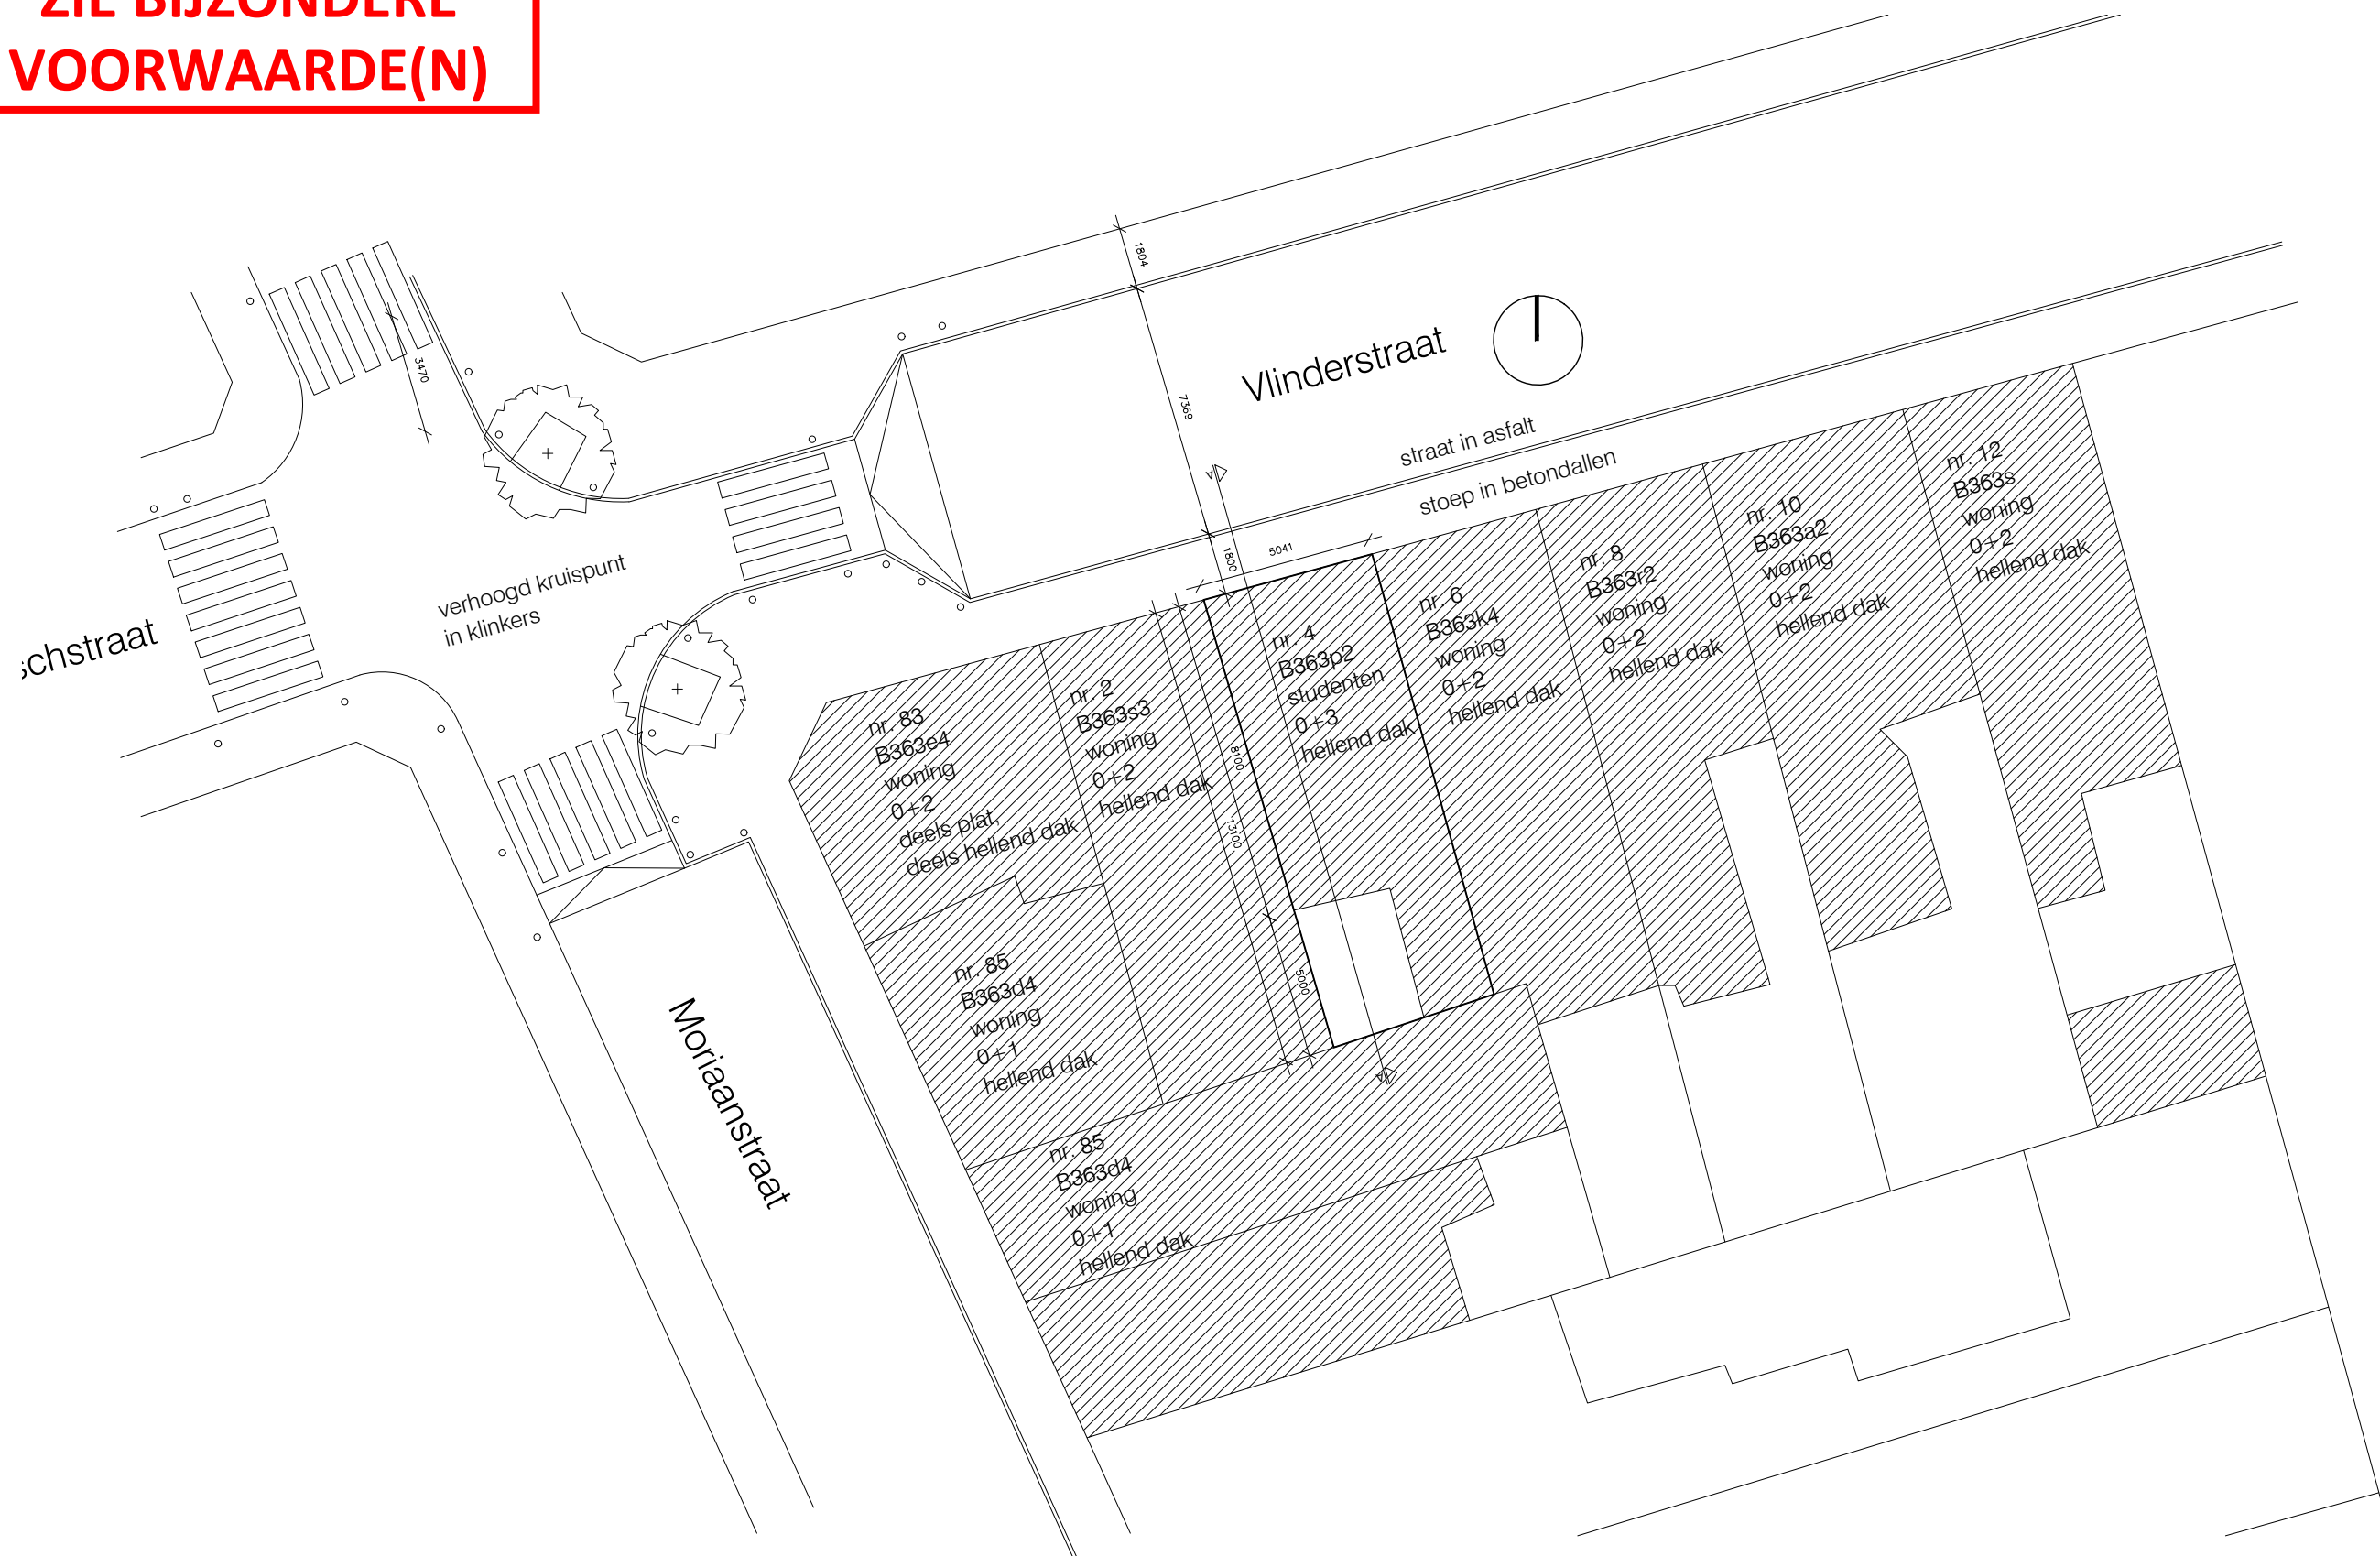 ZIE BIJZONDERE
VOORWAARDE(N)
1804
3470
7369
Vlinderstraat
straat in asfalt
stoep in betondallen
A
1800
5041
verhoogd kruispunt
in klinkers
schstraat
nr. 12
B363s
woning
0+2
hellend dak
nr. 10
B363a2
woning
0+2
hellend dak
nr. 8
B363r2
woning
0+2
hellend dak
nr. 6
B363k4
woning
0+2
hellend dak
nr. 4
B363p2
studenten
0+3
hellend dak
nr. 2
B363s3
woning
0+2
hellend dak
nr. 83
B363e4
woning
0+2
deels plat,
deels hellend dak
8100
13100
5000
A
nr. 85
B363d4
woning
0+1
hellend dak
Moriaanstraat
nr. 85
B363d4
woning
0+1
hellend dak